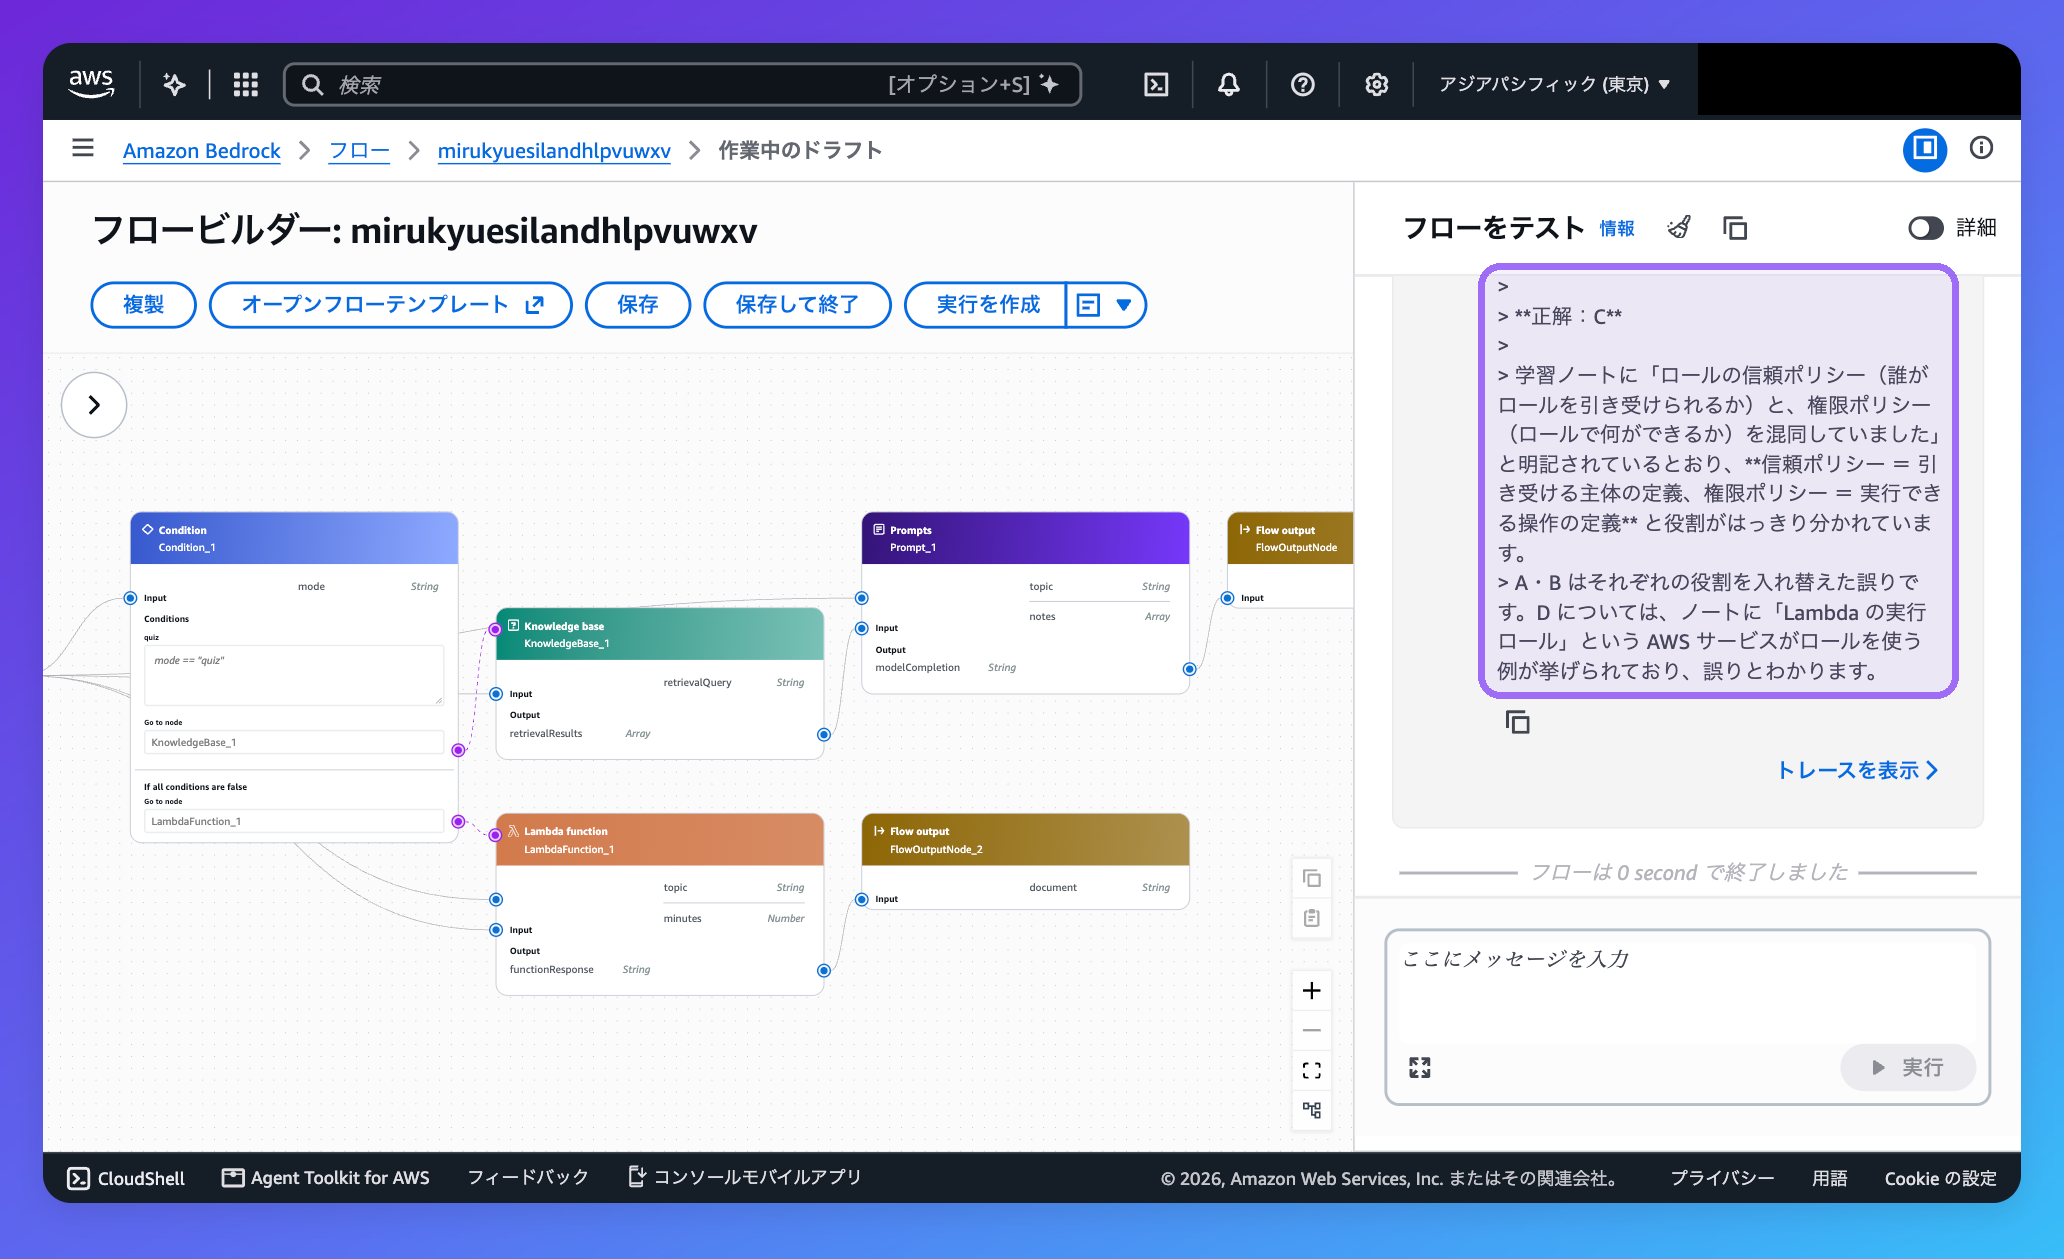 aws
検索
[オプション+S]
アジアパシフィック (東京)
Amazon Bedrock
フロー
mirukyuesilandhlpvuwxv
作業中のドラフト
フロービルダー: mirukyuesilandhlpvuwxv
複製
オープンフローテンプレート
保存
保存して終了
実行を作成
Condition
Condition_1
mode String
Input
Conditions
quiz
mode == "quiz"
Go to node
KnowledgeBase_1
If all conditions are false
Go to node
LambdaFunction_1
Knowledge base
KnowledgeBase_1
retrievalQuery String
Input
Output
retrievalResults Array
Lambda function
LambdaFunction_1
topic String
minutes Number
Input
Output
functionResponse String
Prompts
Prompt_1
topic String
notes Array
Input
Output
modelCompletion String
Flow output
FlowOutputNode
Input
Flow output
FlowOutputNode_2
document String
Input
フローをテスト 情報
詳細
>
> **正解：C**
>
> 学習ノートに「ロールの信頼ポリシー（誰が
ロールを引き受けられるか）と、権限ポリシー
（ロールで何ができるか）を混同していました」
と明記されているとおり、**信頼ポリシー ＝ 引
き受ける主体の定義、権限ポリシー ＝ 実行でき
る操作の定義** と役割がはっきり分かれていま
す。
> A・B はそれぞれの役割を入れ替えた誤りで
す。D については、ノートに「Lambda の実行
ロール」という AWS サービスがロールを使う
例が挙げられており、誤りとわかります。
トレースを表示
フローは 0 second で終了しました
ここにメッセージを入力
実行
CloudShell
Agent Toolkit for AWS
フィードバック
コンソールモバイルアプリ
© 2026, Amazon Web Services, Inc. またはその関連会社。
プライバシー
用語
Cookie の設定